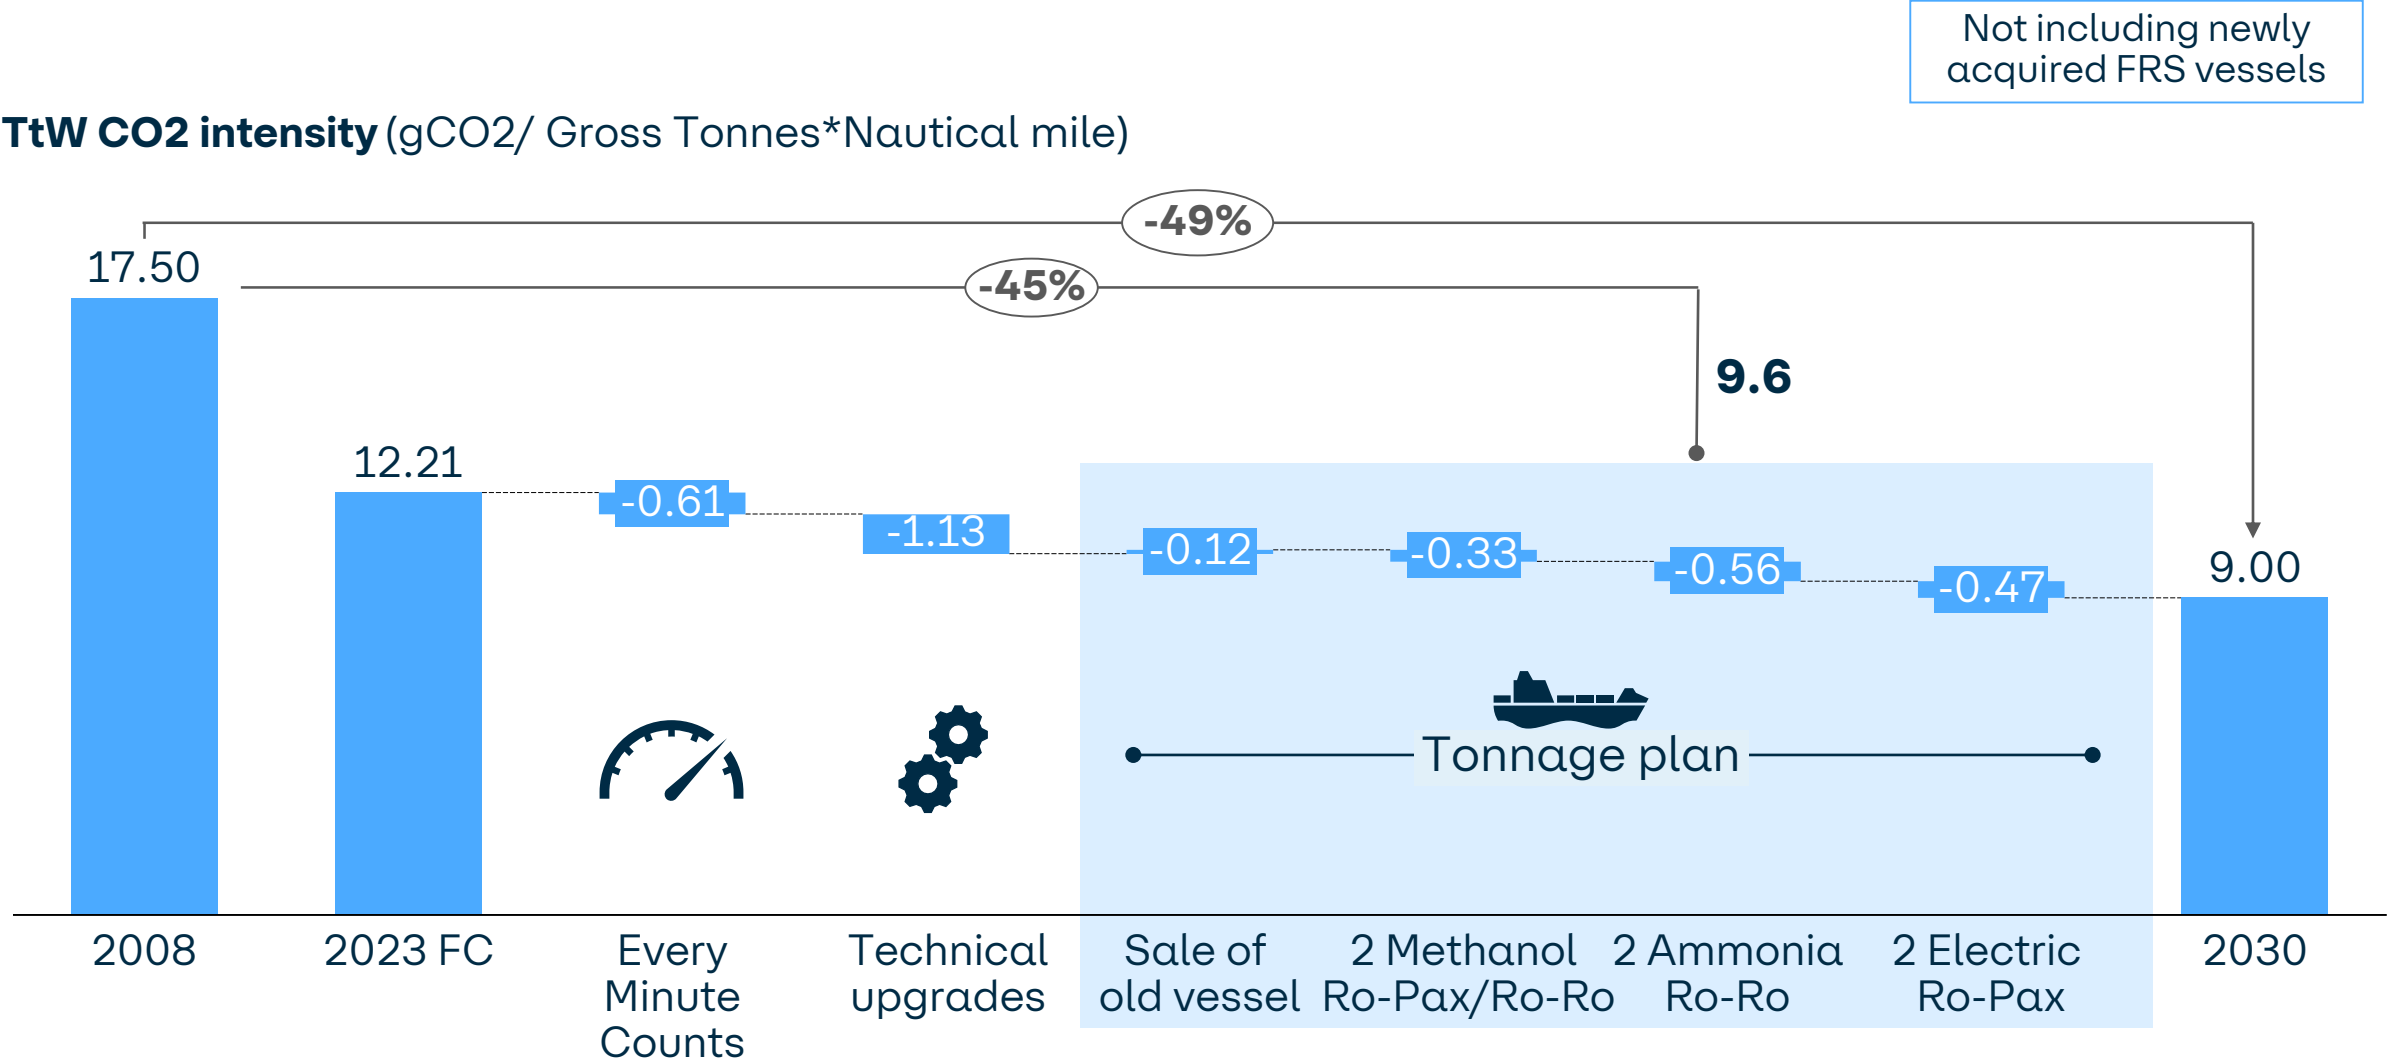 Not including newly
acquired FRS vessels
TtW CO2 intensity (gCO2/ Gross Tonnes*Nautical mile)
-49%
17.50
-45%
9.6
12.21
-0.61
-1.13
-0.12
-0.33
-0.56
-0.47
9.00
Tonnage plan
2008
2023 FC
Every
Minute
Counts
Technical
upgrades
Sale of
old vessel
2 Methanol
Ro-Pax/Ro-Ro
2 Ammonia
Ro-Ro
2 Electric
Ro-Pax
2030